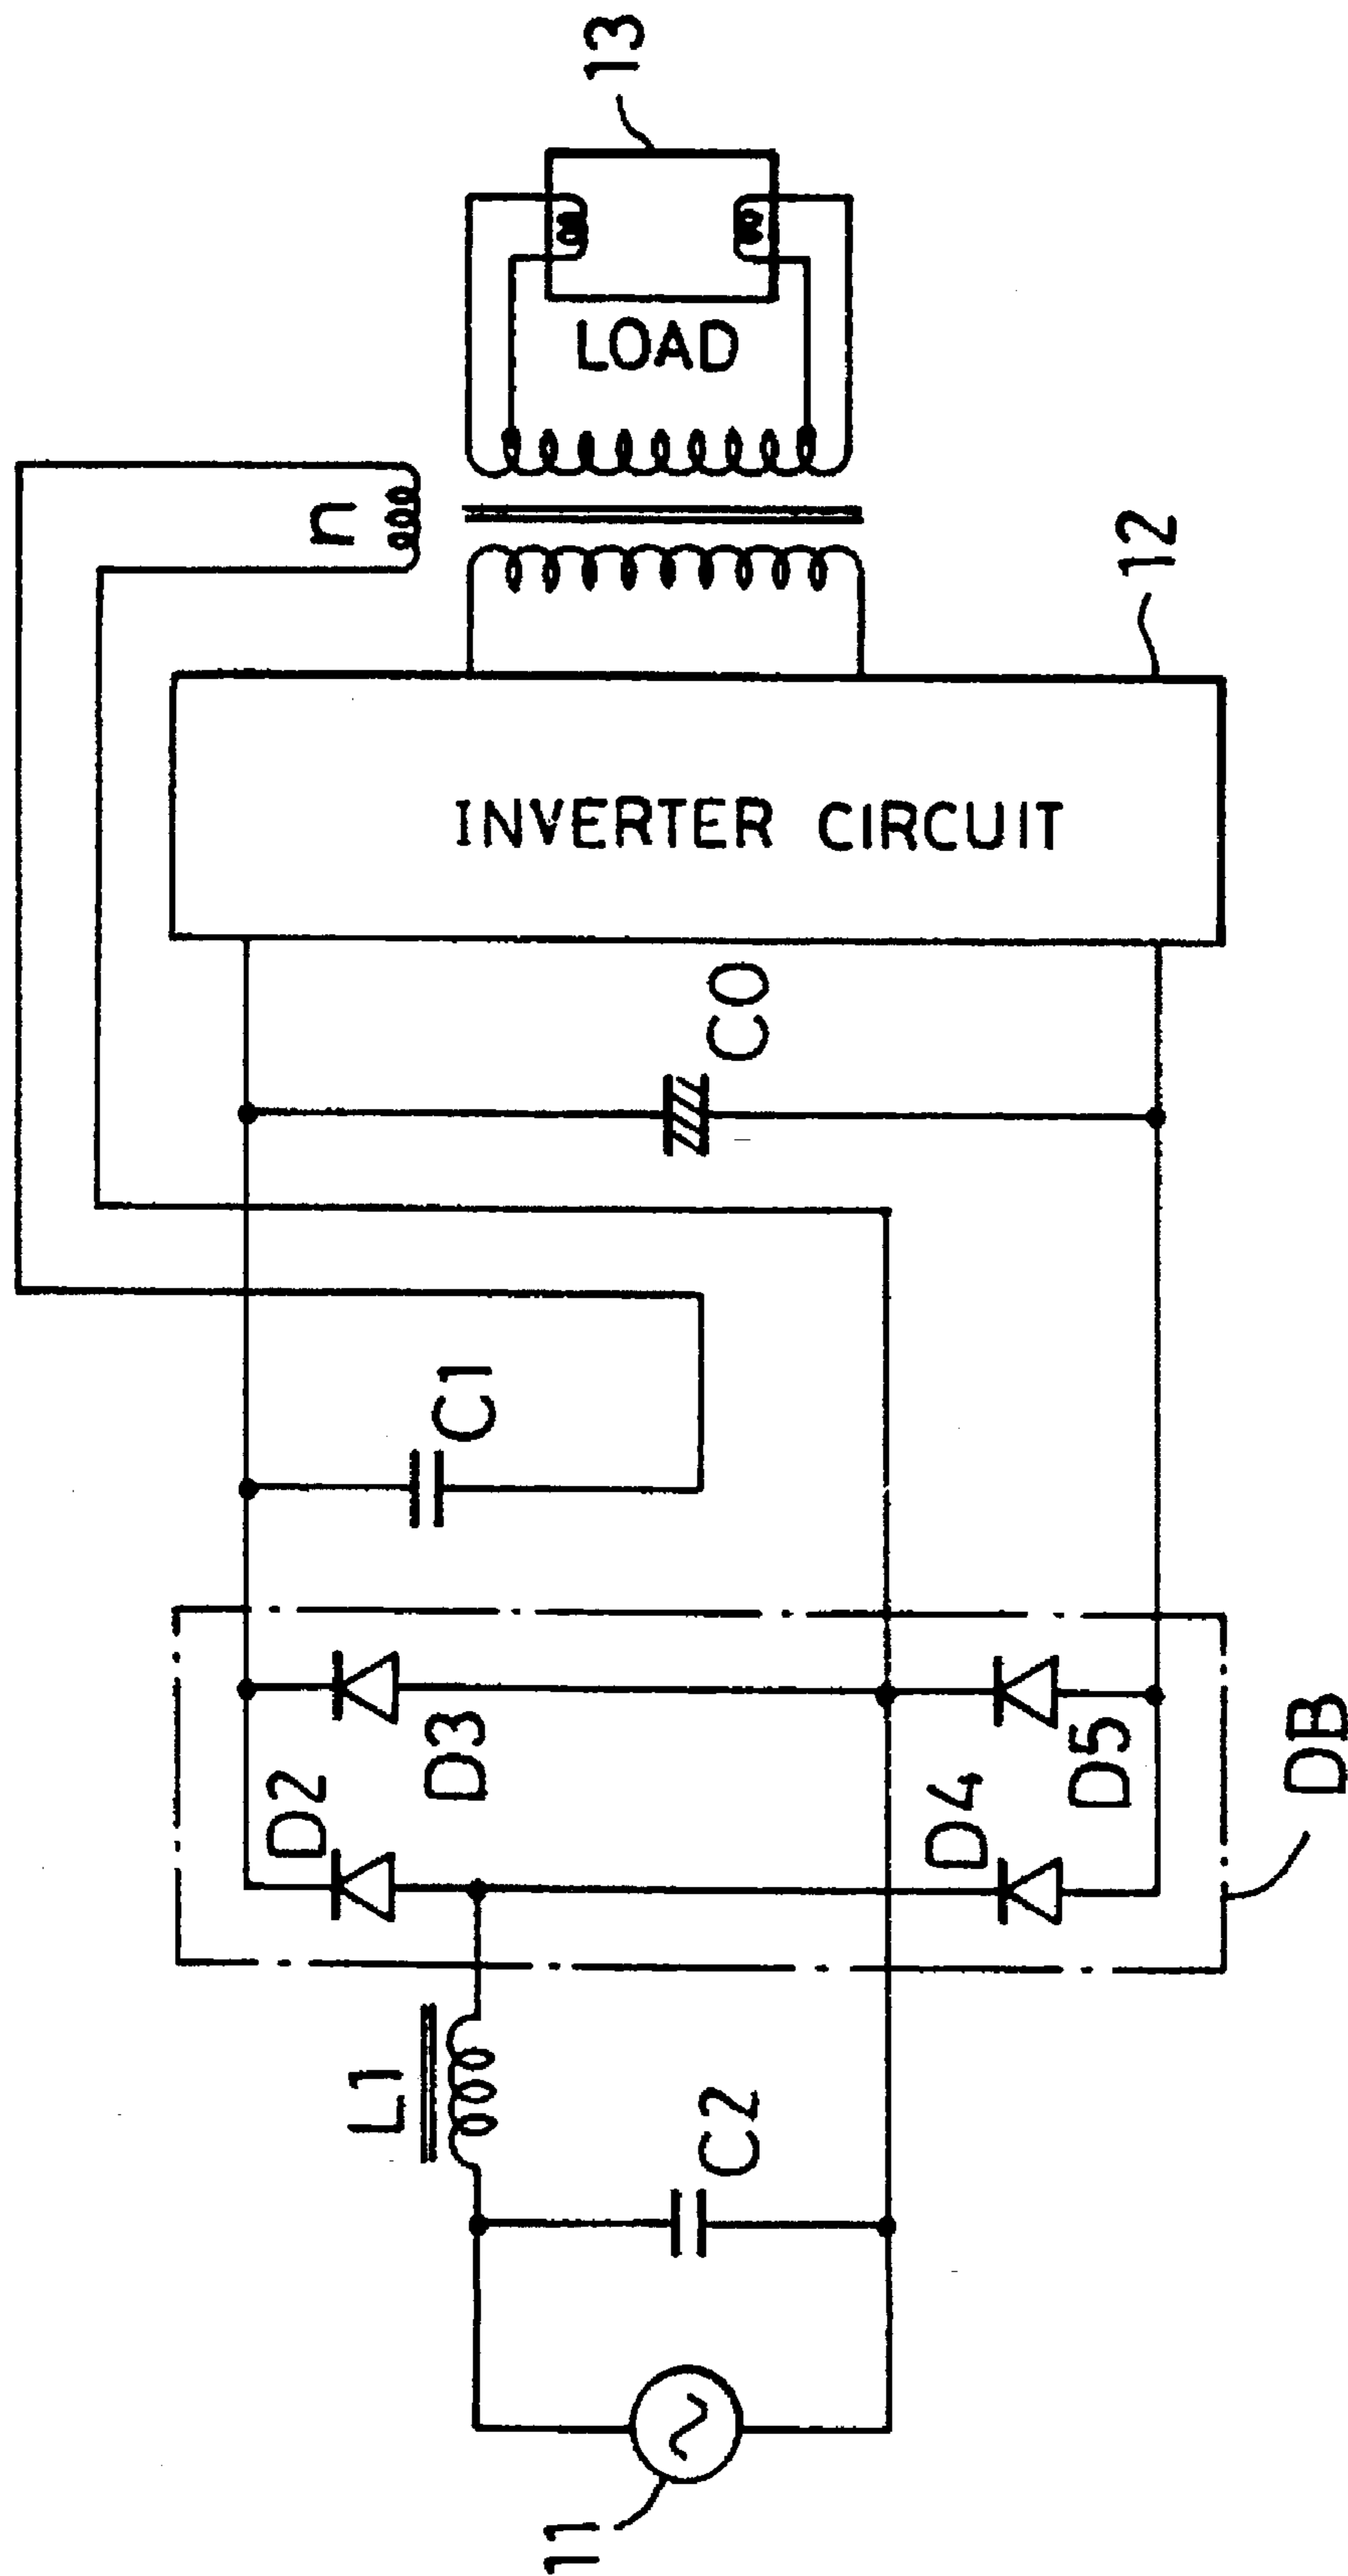 11
L1
C2
D2
D3
D4
D5
DB
C1
C0
INVERTER CIRCUIT
12
n
LOAD
13